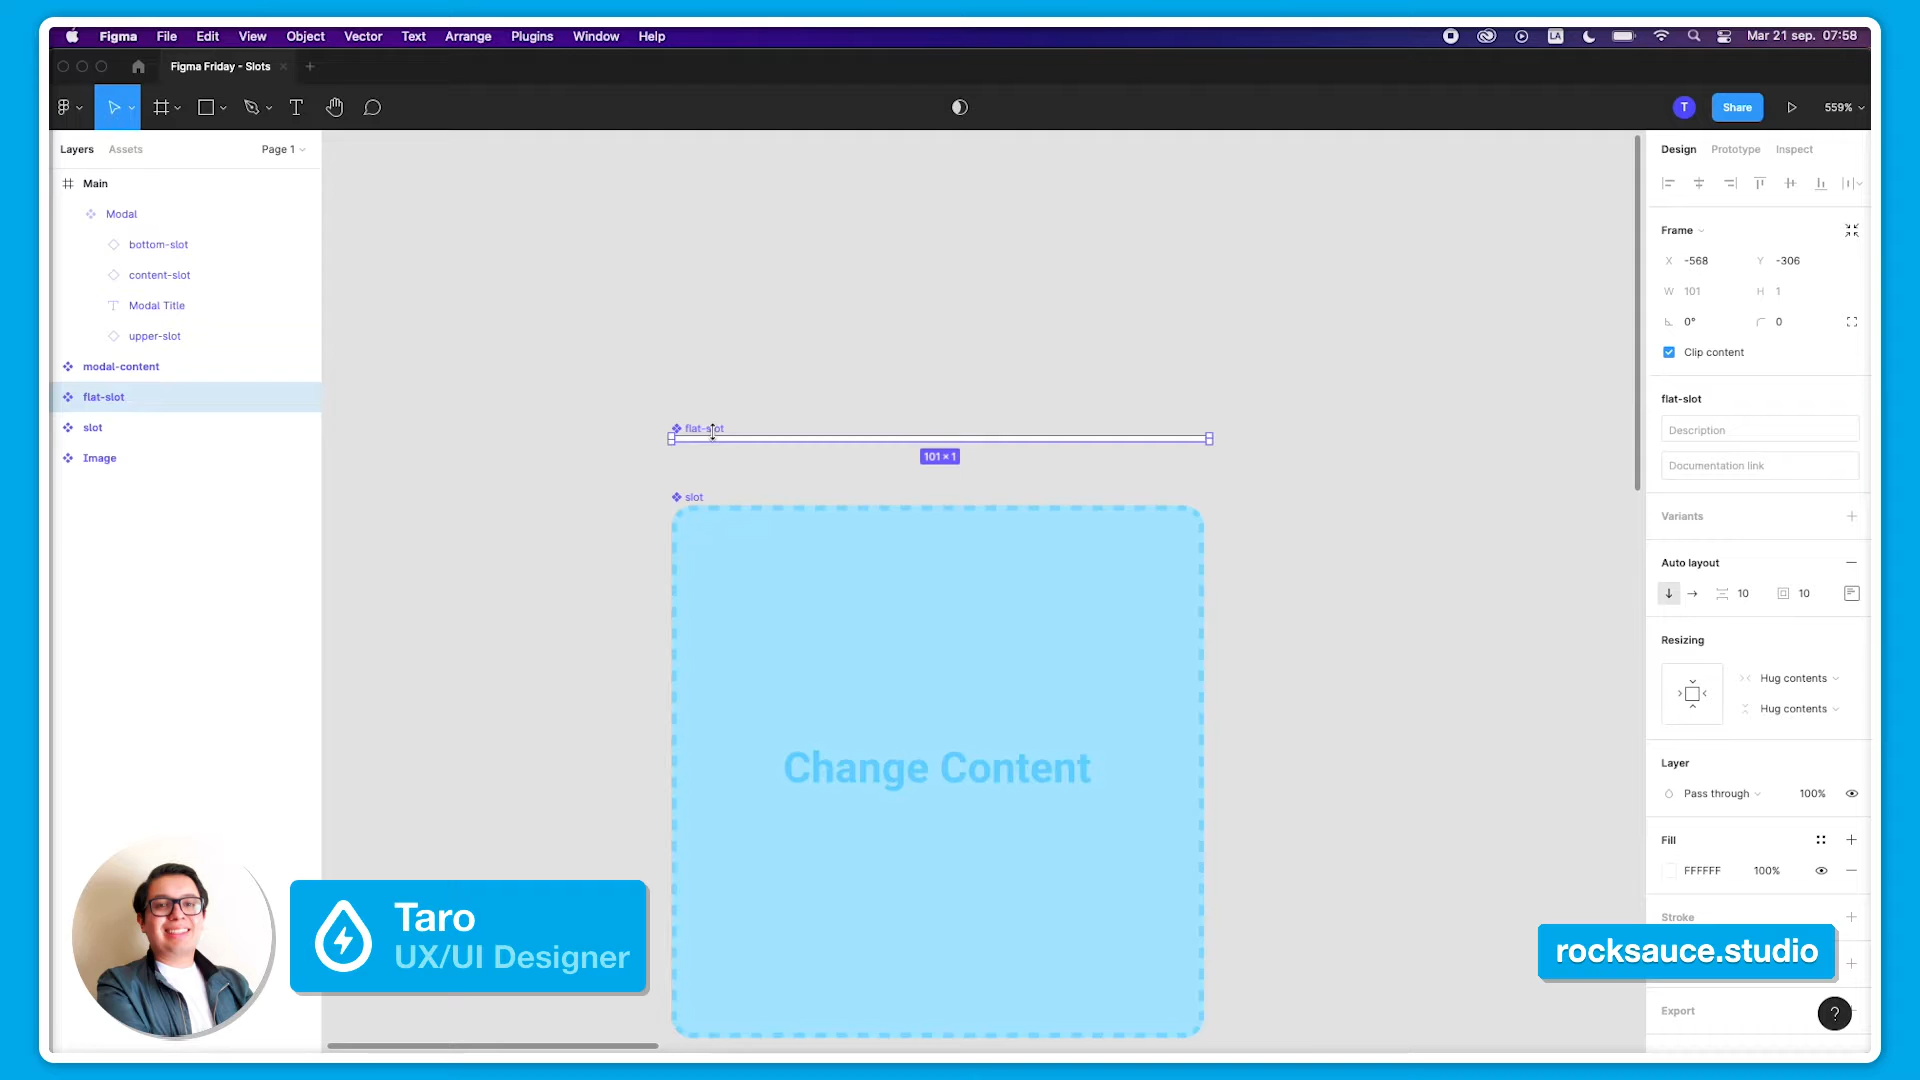 Figma File Edit View Object Vector Text Arrange Plugins Window Help
LA
Mar 21 sep. 07:58
Figma Friday - Slots
T
Share
559%
Layers Assets Page 1
Main
Modal
bottom-slot
content-slot
Modal Title
upper-slot
modal-content
flat-slot
slot
Image
flat-slot
101 × 1
slot
Change Content
Design Prototype Inspect
Frame
X -568 Y -306
W 101 H 1
0° 0
Clip content
flat-slot
Description
Documentation link
Variants
Auto layout
10 10
Resizing
Hug contents
Hug contents
Layer
Pass through 100%
Fill
FFFFFF 100%
Stroke
Export
?
Taro
UX/UI Designer
rocksauce.studio